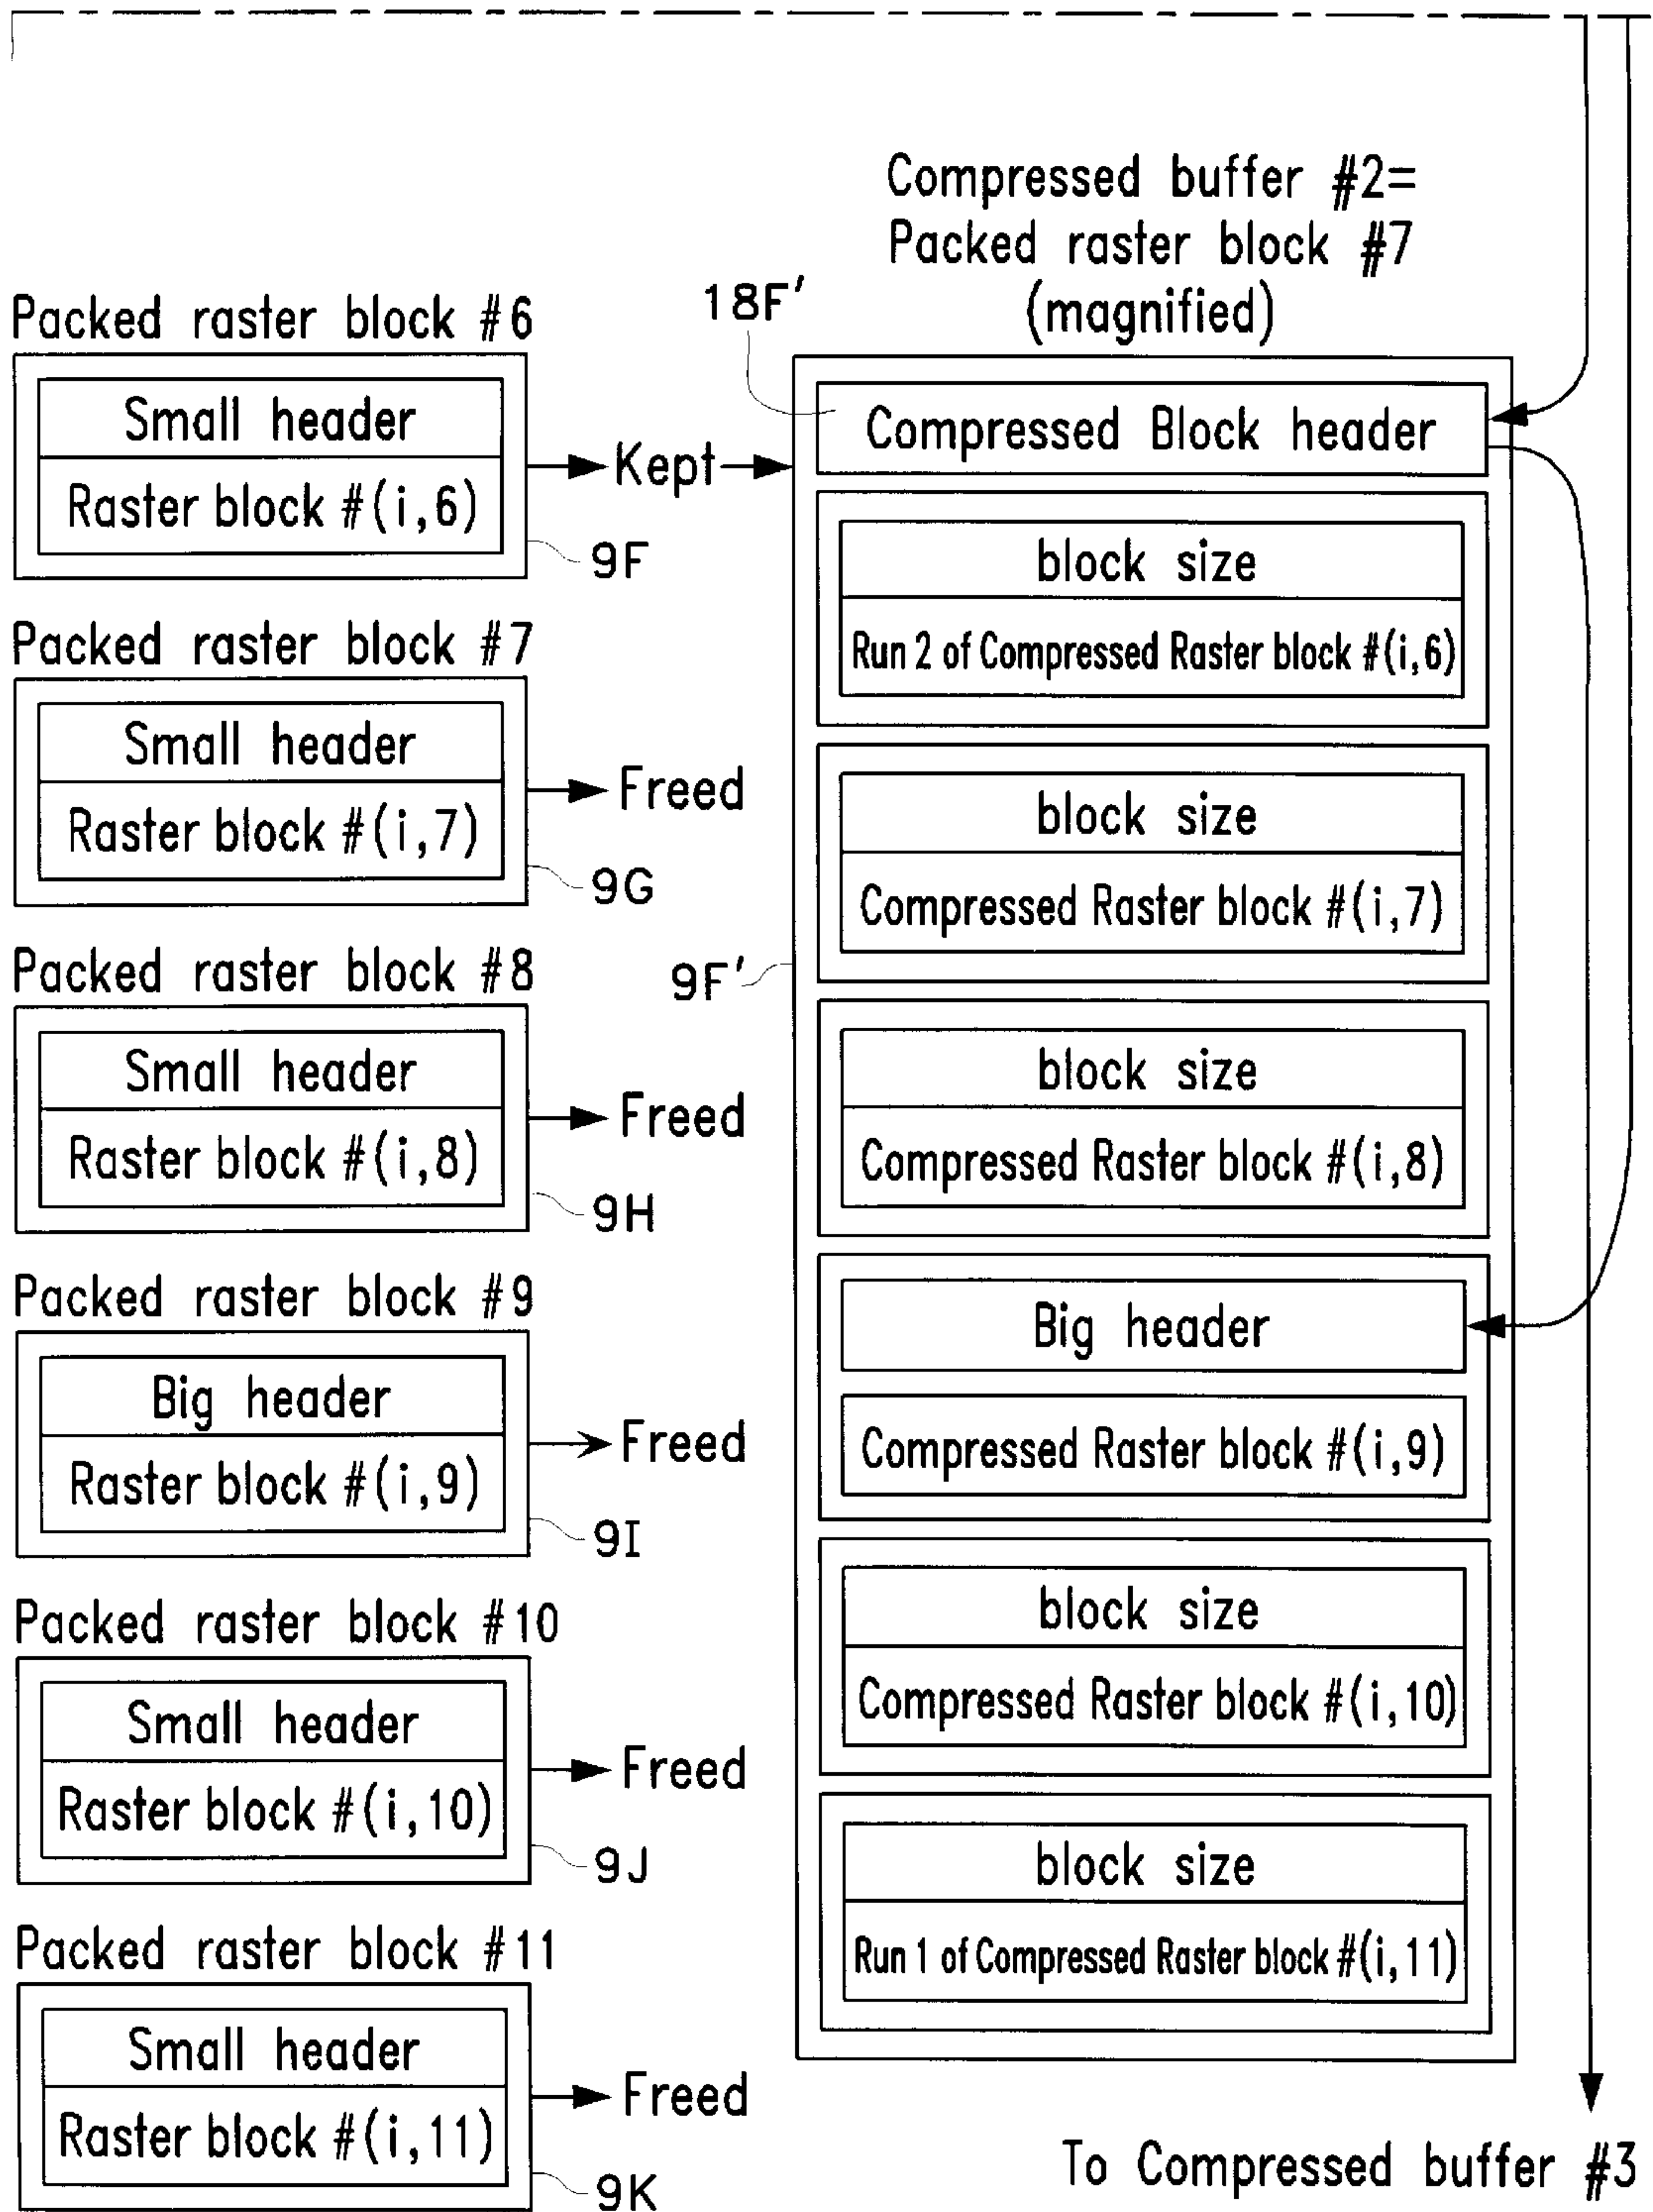 Compressed buffer #2=
Packed raster block #7
(magnified)
18F'
Packed raster block #6
Small header
Raster block #(i,6)
Kept
9F
Packed raster block #7
Small header
Raster block #(i,7)
Freed
9G
Packed raster block #8
Small header
Raster block #(i,8)
Freed
9H
Packed raster block #9
Big header
Raster block #(i,9)
Freed
9I
Packed raster block #10
Small header
Raster block #(i,10)
Freed
9J
Packed raster block #11
Small header
Raster block #(i,11)
Freed
9K
9F'
Compressed Block header
block size
Run 2 of Compressed Raster block #(i,6)
block size
Compressed Raster block #(i,7)
block size
Compressed Raster block #(i,8)
Big header
Compressed Raster block #(i,9)
block size
Compressed Raster block #(i,10)
block size
Run 1 of Compressed Raster block #(i,11)
To Compressed buffer #3